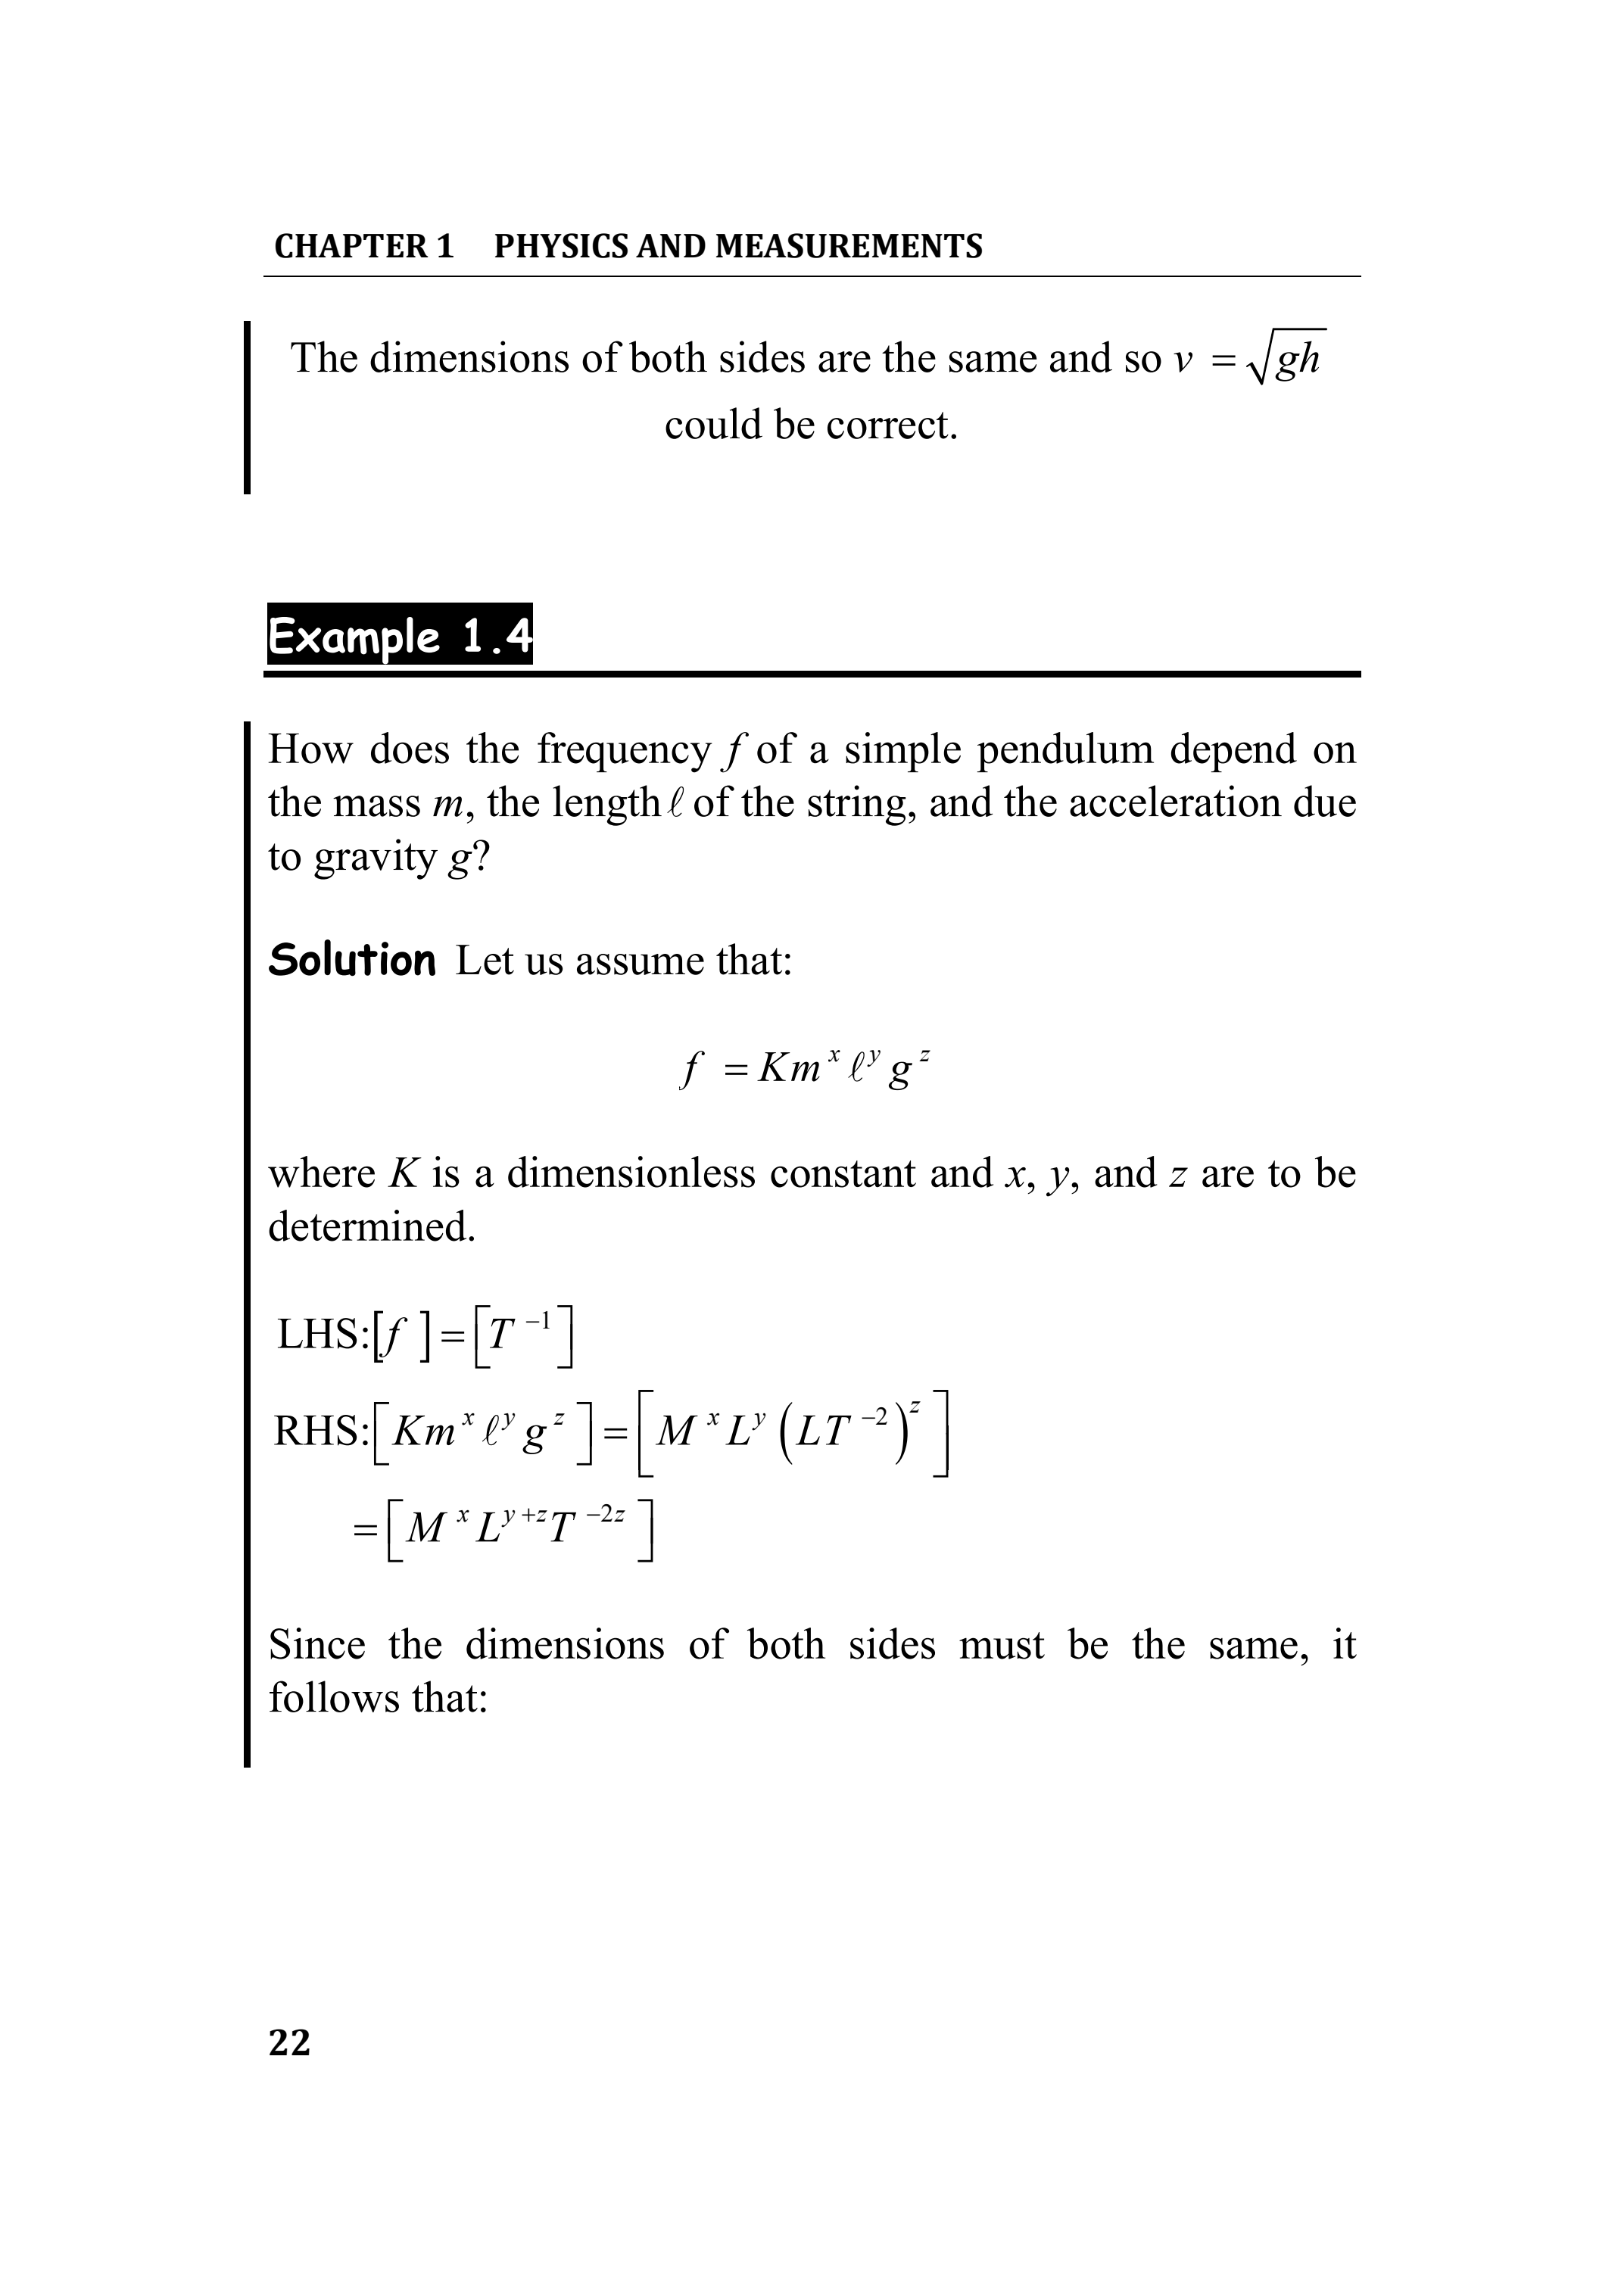 CHAPTER 1 PHYSICS AND MEASUREMENTS
The dimensions of both sides are the same and so v = √gh
could be correct.
Example 1.4
How does the frequency f of a simple pendulum depend on
the mass m, the length ℓ of the string, and the acceleration due
to gravity g?
Solution Let us assume that:
f = Km^x ℓ^y g^z
where K is a dimensionless constant and x, y, and z are to be
determined.
LHS:[f] = [T^−1]
RHS:[Km^x ℓ^y g^z] = [M^x L^y (LT^−2)^z]
= [M^x L^y+z T^−2z]
Since the dimensions of both sides must be the same, it
follows that:
22